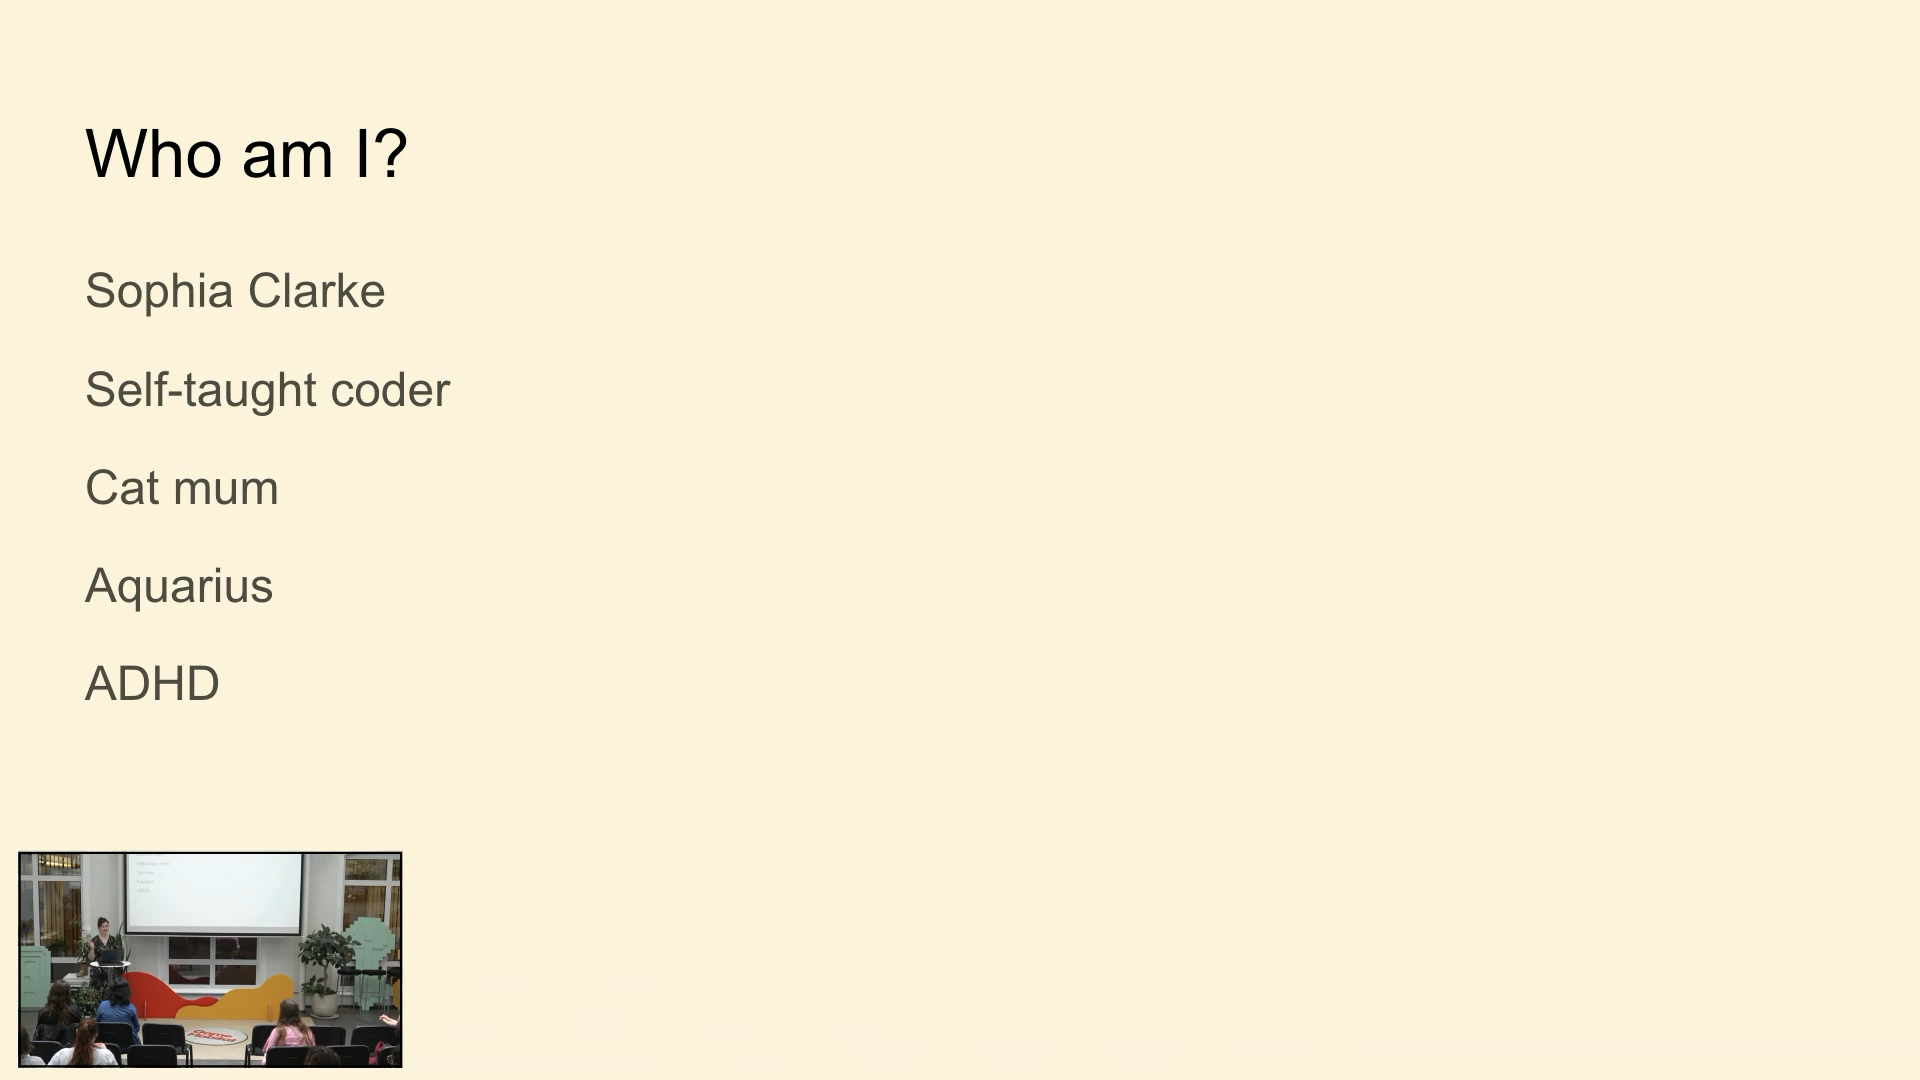 Who am I?
Sophia Clarke
Self-taught coder
Cat mum
Aquarius
ADHD